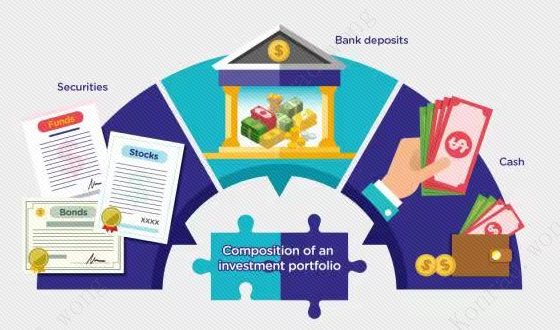 Bank deposits
Securities
Funds
Stocks
XXXX
Bonds
Cash
Composition of an
investment portfolio